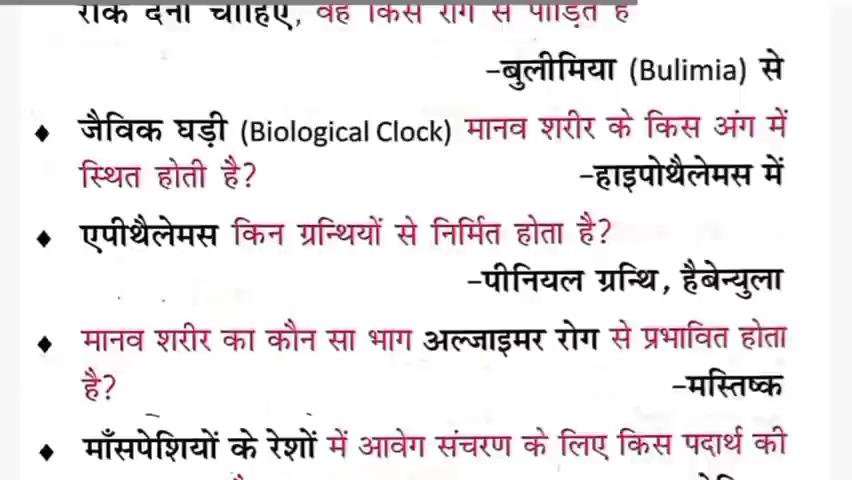 रोक देना चाहिए, वह किस रोग से पीड़ित है
–बुलीमिया (Bulimia) से
♦ जैविक घड़ी (Biological Clock) मानव शरीर के किस अंग में
स्थित होती है? –हाइपोथैलेमस में
♦ एपीथैलेमस किन ग्रन्थियों से निर्मित होता है?
–पीनियल ग्रन्थि, हैबेन्युला
♦ मानव शरीर का कौन सा भाग अल्जाइमर रोग से प्रभावित होता
है? –मस्तिष्क
♦ माँसपेशियों के रेशों में आवेग संचरण के लिए किस पदार्थ की